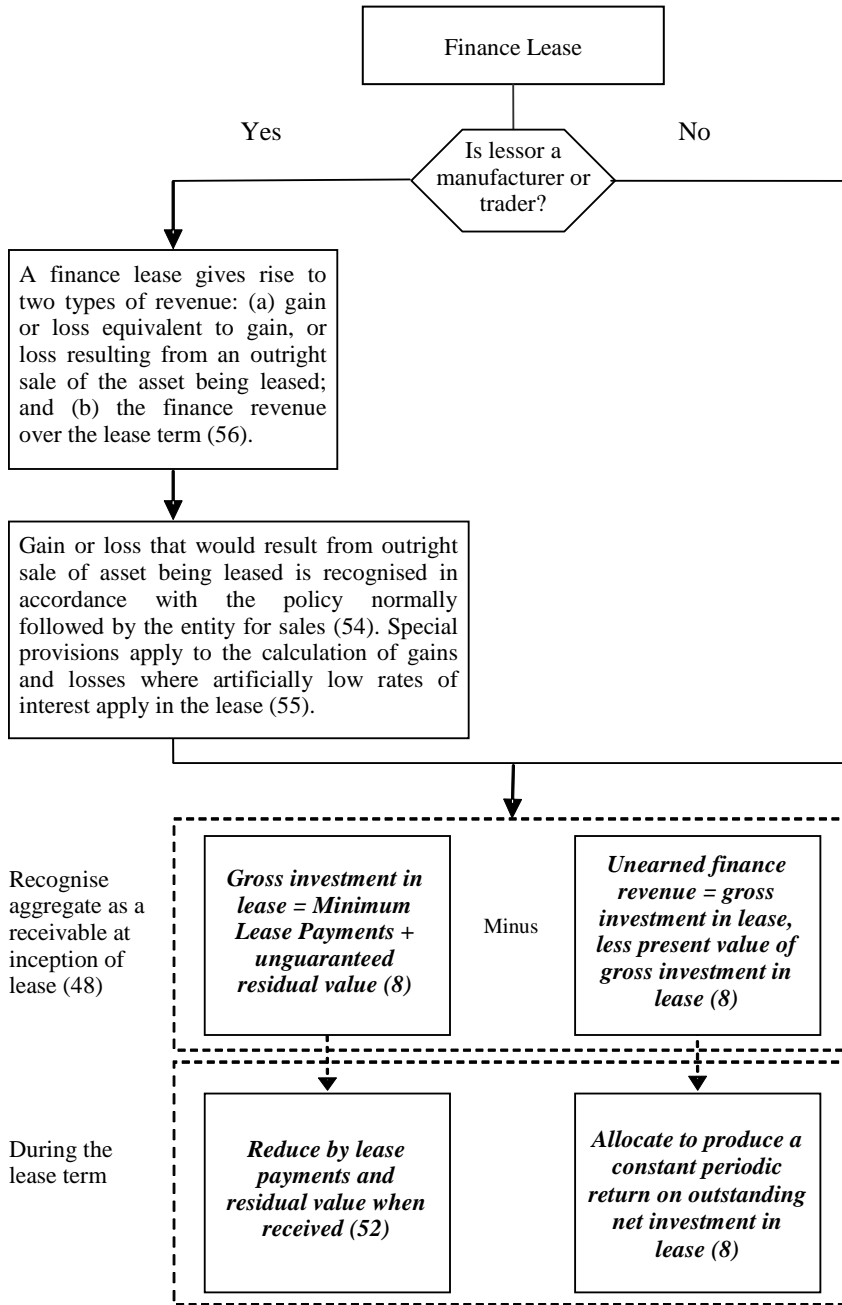 Finance Lease
Yes
No
Is lessor a
manufacturer or
trader?
A finance lease gives rise to
two types of revenue: (a) gain
or loss equivalent to gain, or
loss resulting from an outright
sale of the asset being leased;
and (b) the finance revenue
over the lease term (56).
Gain or loss that would result from outright
sale of asset being leased is recognised in
accordance with the policy normally
followed by the entity for sales (54). Special
provisions apply to the calculation of gains
and losses where artificially low rates of
interest apply in the lease (55).
Recognise
aggregate as a
receivable at
inception of
lease (48)
Gross investment in
lease = Minimum
Lease Payments +
unguaranteed
residual value (8)
Minus
Unearned finance
revenue = gross
investment in lease,
less present value of
gross investment in
lease (8)
During the
lease term
Reduce by lease
payments and
residual value when
received (52)
Allocate to produce a
constant periodic
return on outstanding
net investment in
lease (8)